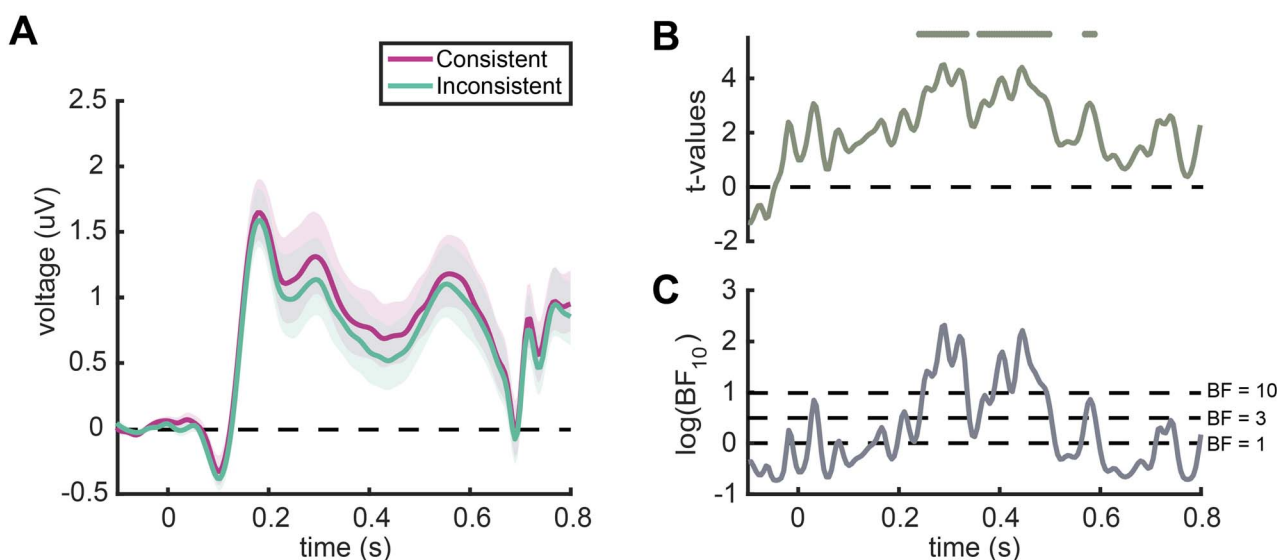 A
Consistent
Inconsistent
2.5
2
1.5
1
0.5
0
-0.5
voltage (uV)
0 0.2 0.4 0.6 0.8
time (s)
B
4
2
0
-2
t-values
C
3
2
1
0
-1
log(BF10)
BF = 10
BF = 3
BF = 1
0 0.2 0.4 0.6 0.8
time (s)